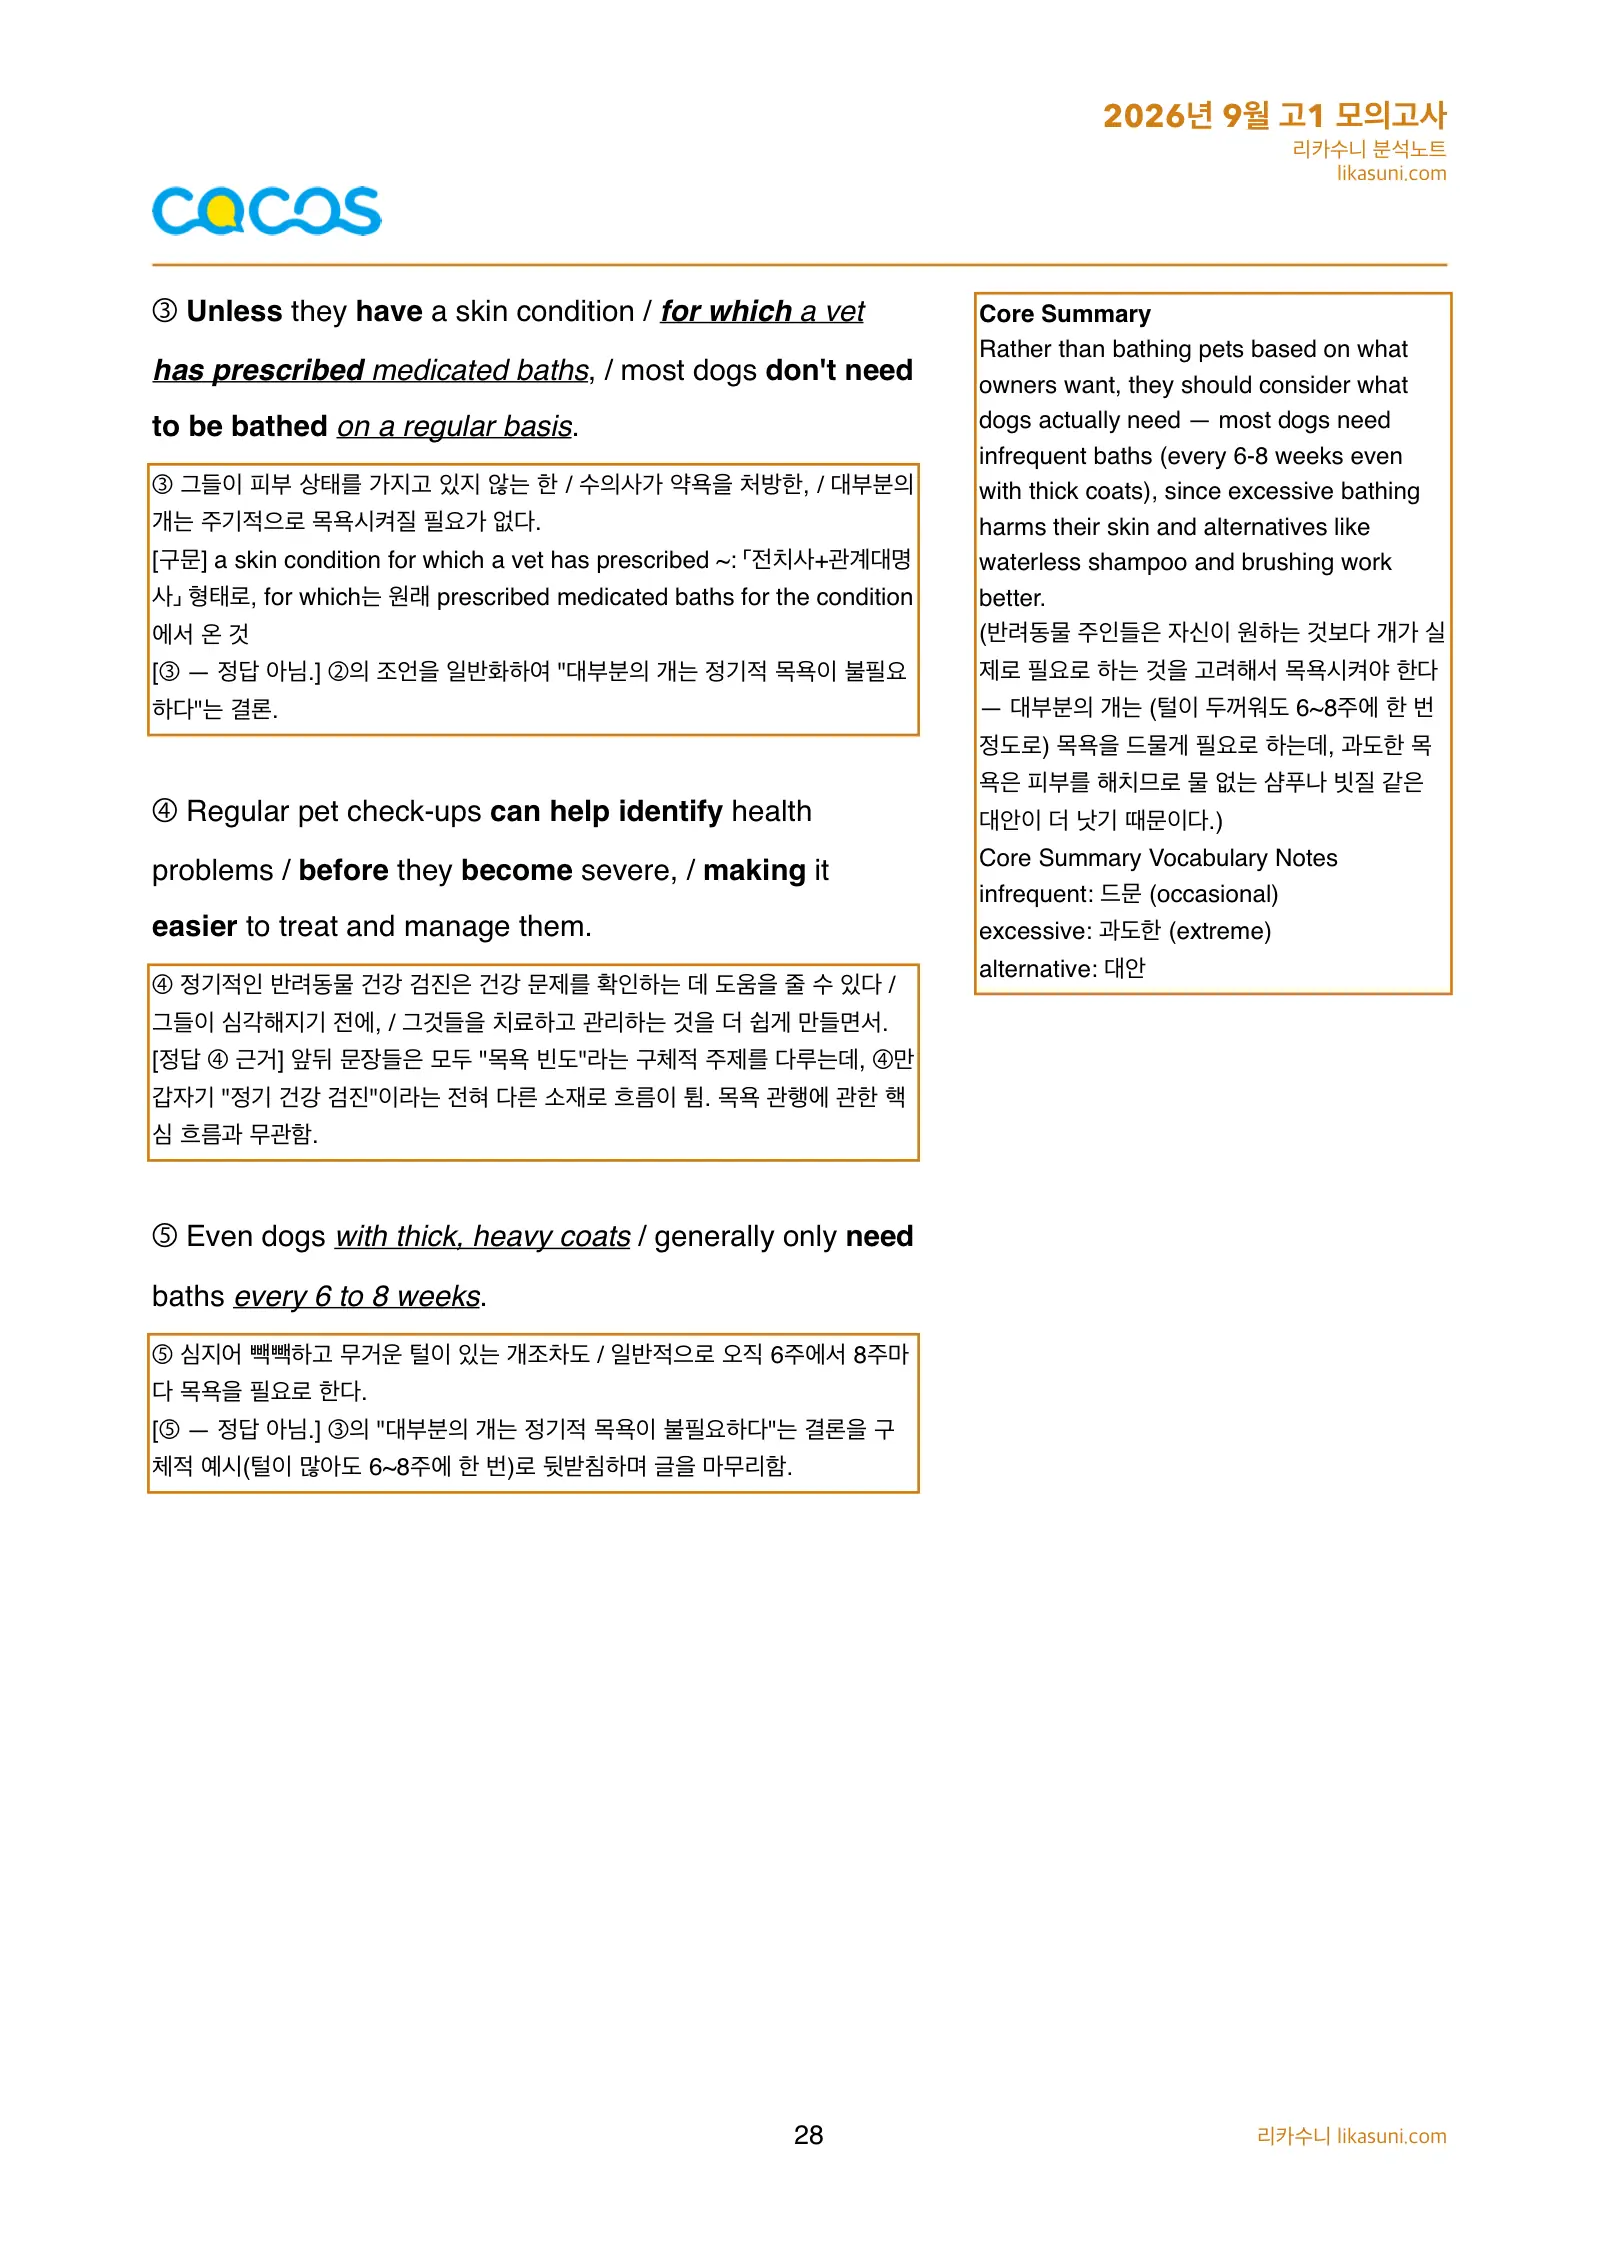 2026년 9월 고1 모의고사
리카수니 분석노트
likasuni.com
cacos
③ Unless they have a skin condition / for which a vet
has prescribed medicated baths, / most dogs don't need
to be bathed on a regular basis.
③ 그들이 피부 상태를 가지고 있지 않는 한 / 수의사가 약욕을 처방한, / 대부분의
개는 주기적으로 목욕시켜질 필요가 없다.
[구문] a skin condition for which a vet has prescribed ~: ｢전치사+관계대명
사｣ 형태로, for which는 원래 prescribed medicated baths for the condition
에서 온 것
[③ — 정답 아님.] ②의 조언을 일반화하여 "대부분의 개는 정기적 목욕이 불필요
하다"는 결론.
④ Regular pet check-ups can help identify health
problems / before they become severe, / making it
easier to treat and manage them.
④ 정기적인 반려동물 건강 검진은 건강 문제를 확인하는 데 도움을 줄 수 있다 /
그들이 심각해지기 전에, / 그것들을 치료하고 관리하는 것을 더 쉽게 만들면서.
[정답 ④ 근거] 앞뒤 문장들은 모두 "목욕 빈도"라는 구체적 주제를 다루는데, ④만
갑자기 "정기 건강 검진"이라는 전혀 다른 소재로 흐름이 튐. 목욕 관행에 관한 핵
심 흐름과 무관함.
⑤ Even dogs with thick, heavy coats / generally only need
baths every 6 to 8 weeks.
⑤ 심지어 빽빽하고 무거운 털이 있는 개조차도 / 일반적으로 오직 6주에서 8주마
다 목욕을 필요로 한다.
[⑤ — 정답 아님.] ③의 "대부분의 개는 정기적 목욕이 불필요하다"는 결론을 구
체적 예시(털이 많아도 6~8주에 한 번)로 뒷받침하며 글을 마무리함.
Core Summary
Rather than bathing pets based on what
owners want, they should consider what
dogs actually need — most dogs need
infrequent baths (every 6-8 weeks even
with thick coats), since excessive bathing
harms their skin and alternatives like
waterless shampoo and brushing work
better.
(반려동물 주인들은 자신이 원하는 것보다 개가 실
제로 필요로 하는 것을 고려해서 목욕시켜야 한다
— 대부분의 개는 (털이 두꺼워도 6~8주에 한 번
정도로) 목욕을 드물게 필요로 하는데, 과도한 목
욕은 피부를 해치므로 물 없는 샴푸나 빗질 같은
대안이 더 낫기 때문이다.)
Core Summary Vocabulary Notes
infrequent: 드문 (occasional)
excessive: 과도한 (extreme)
alternative: 대안
28
리카수니 likasuni.com